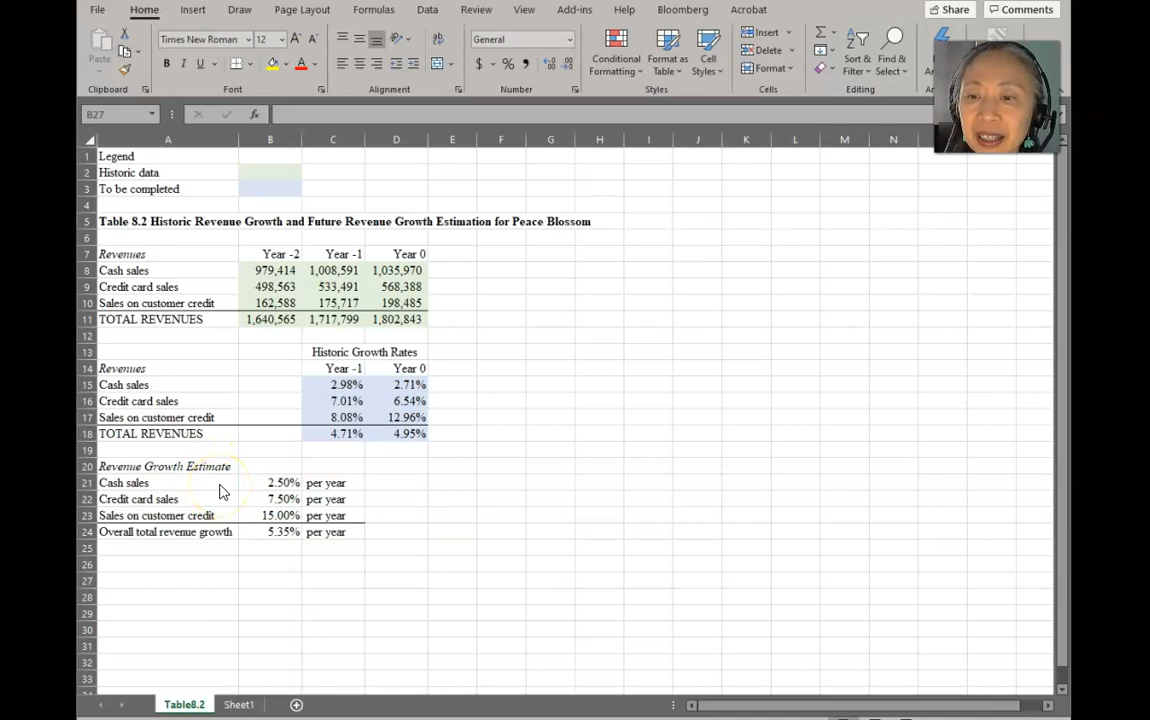 File Home Insert Draw Page Layout Formulas Data Review View Add-ins Help Bloomberg Acrobat Share Comments
Paste Times New Roman 12 General Conditional Formatting Format as Table Cell Styles Insert Delete Format Sort & Filter Find & Select
B I U A $ % 9
Clipboard Font Alignment Number Styles Cells Editing
B27 fx
A B C D E F G H I J K L M N
1 Legend
2 Historic data
3 To be completed
4
5 Table 8.2 Historic Revenue Growth and Future Revenue Growth Estimation for Peace Blossom
6
7 Revenues Year -2 Year -1 Year 0
8 Cash sales 979,414 1,008,591 1,035,970
9 Credit card sales 498,563 533,491 568,388
10 Sales on customer credit 162,588 175,717 198,485
11 TOTAL REVENUES 1,640,565 1,717,799 1,802,843
12
13 Historic Growth Rates
14 Revenues Year -1 Year 0
15 Cash sales 2.98% 2.71%
16 Credit card sales 7.01% 6.54%
17 Sales on customer credit 8.08% 12.96%
18 TOTAL REVENUES 4.71% 4.95%
19
20 Revenue Growth Estimate
21 Cash sales 2.50% per year
22 Credit card sales 7.50% per year
23 Sales on customer credit 15.00% per year
24 Overall total revenue growth 5.35% per year
25
26
27
28
29
30
31
32
33
Table8.2 Sheet1